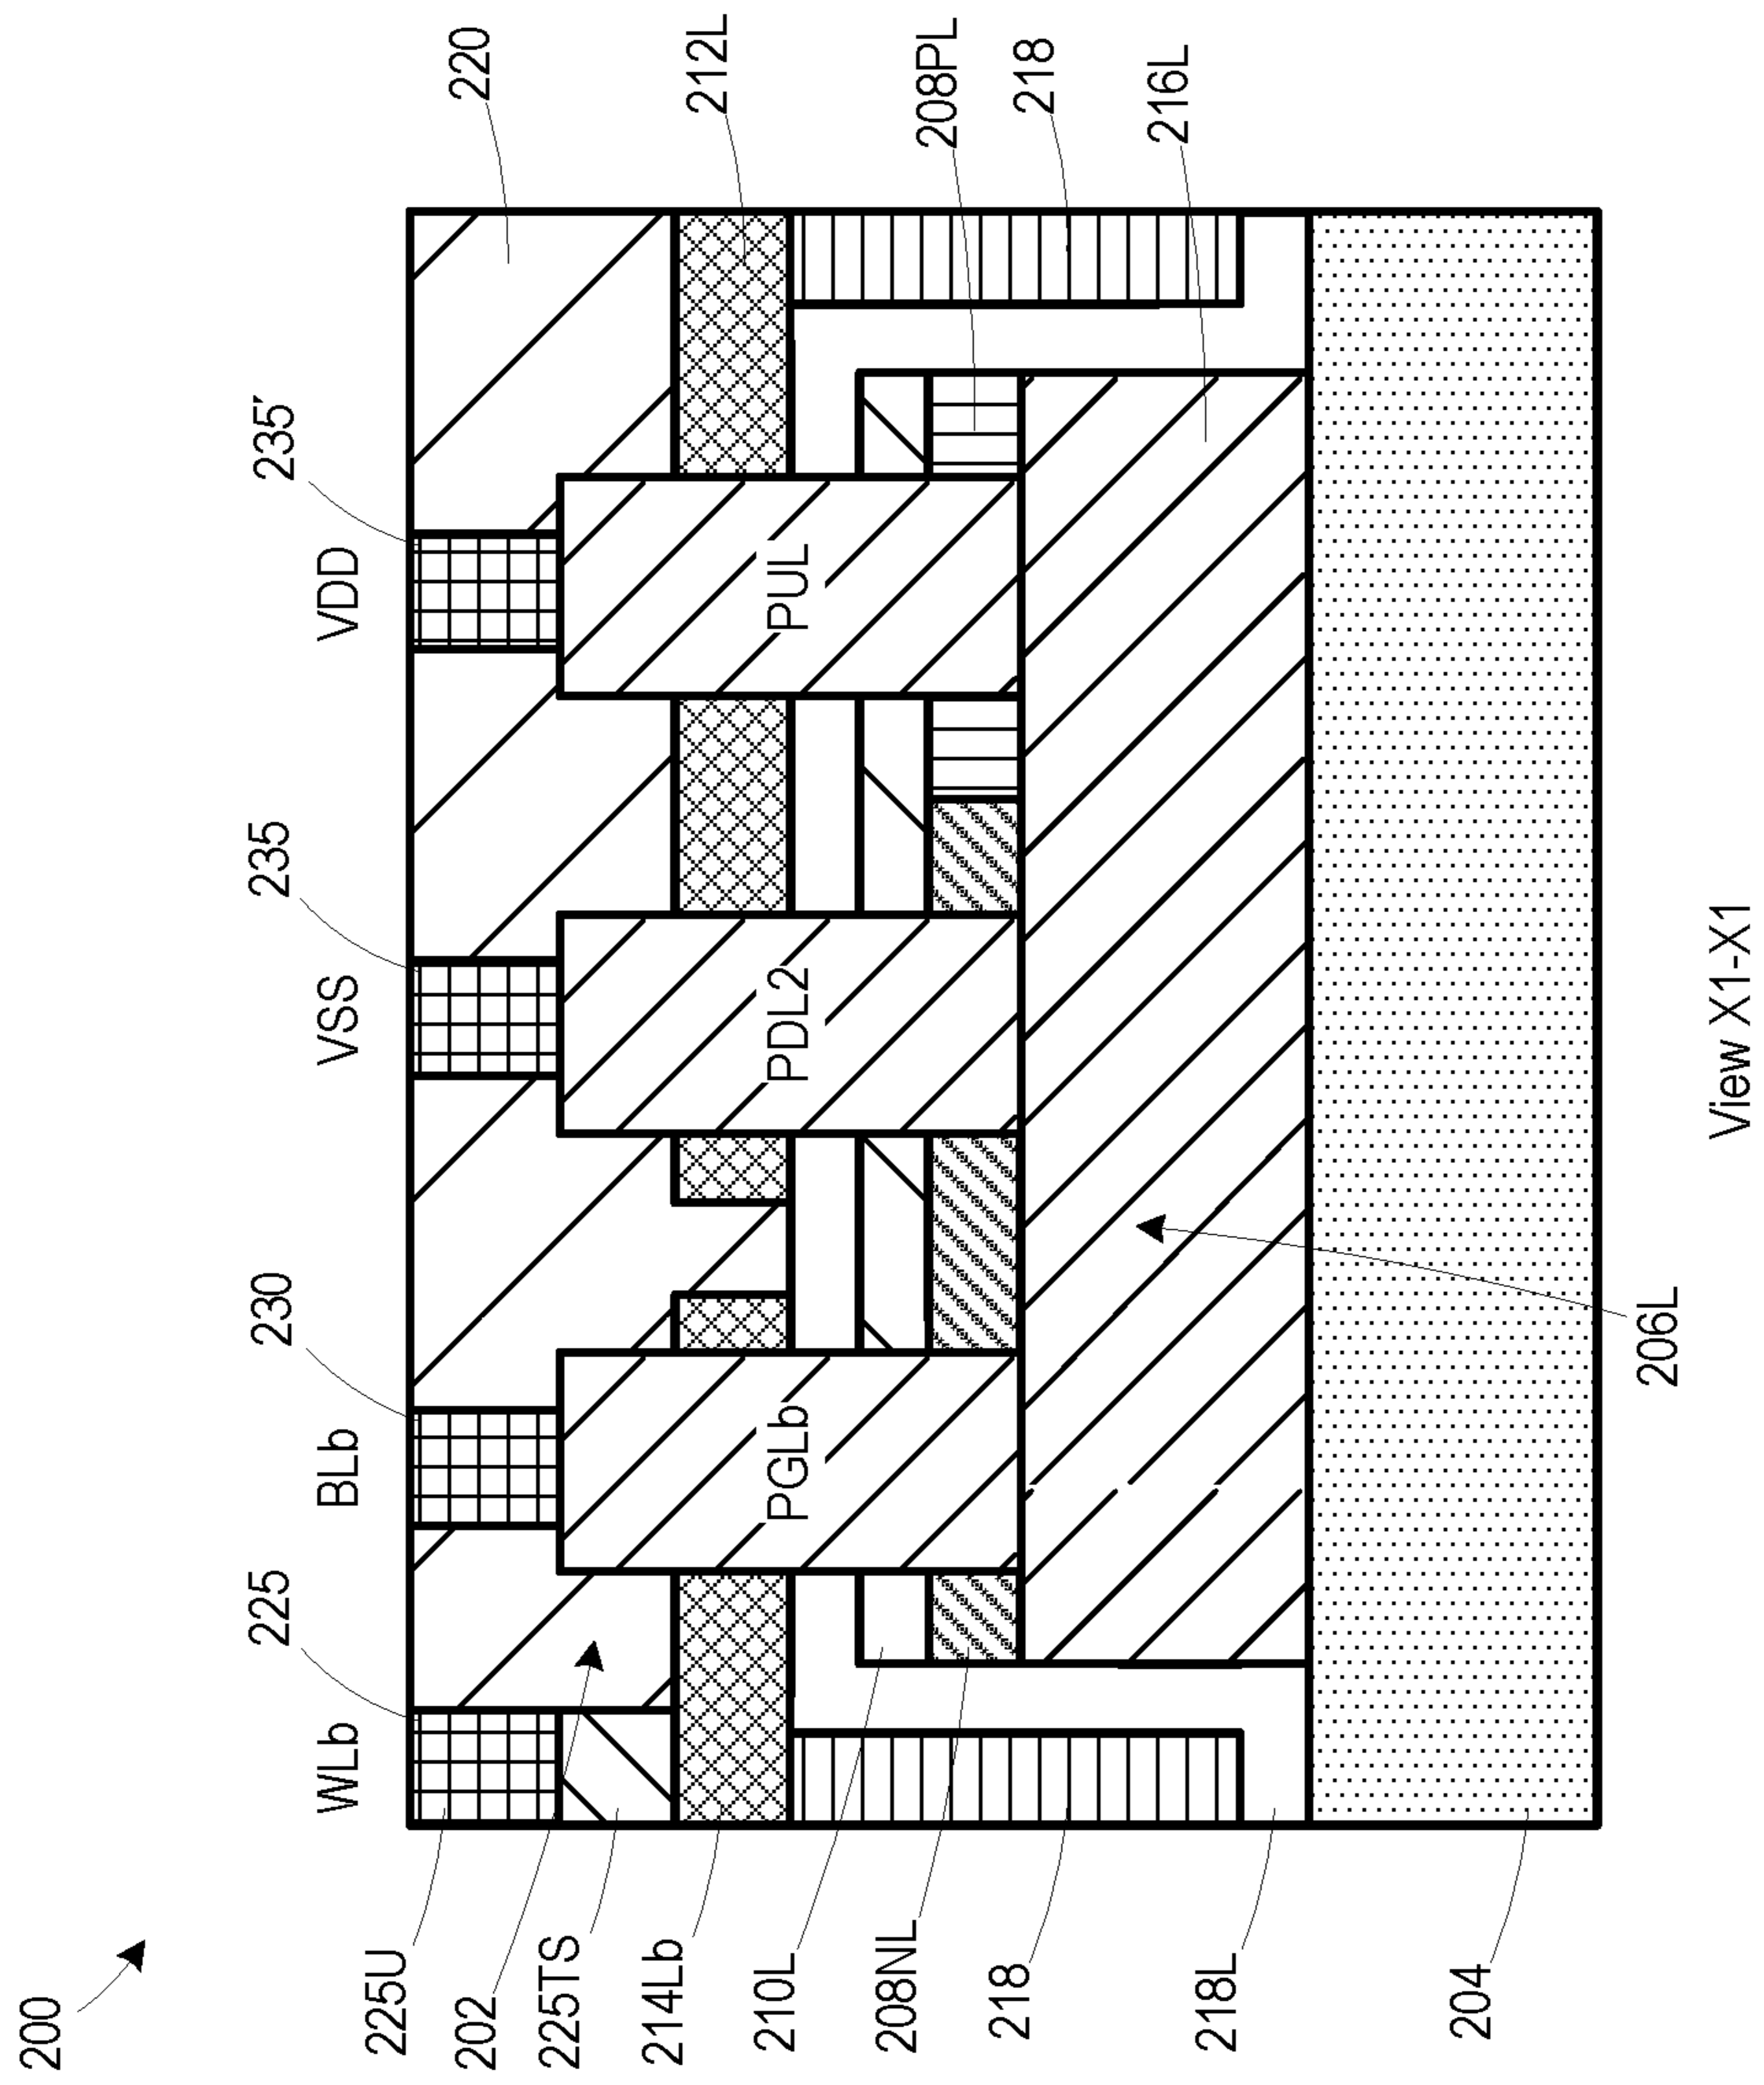 200
WLb
BLb
VSS
VDD
225
230
235
235'
220
212L
208PL
218
216L
225U
202
225TS
214Lb
210L
208NL
218
218L
204
PGLb
PDL2
PUL
206L
View X1-X1